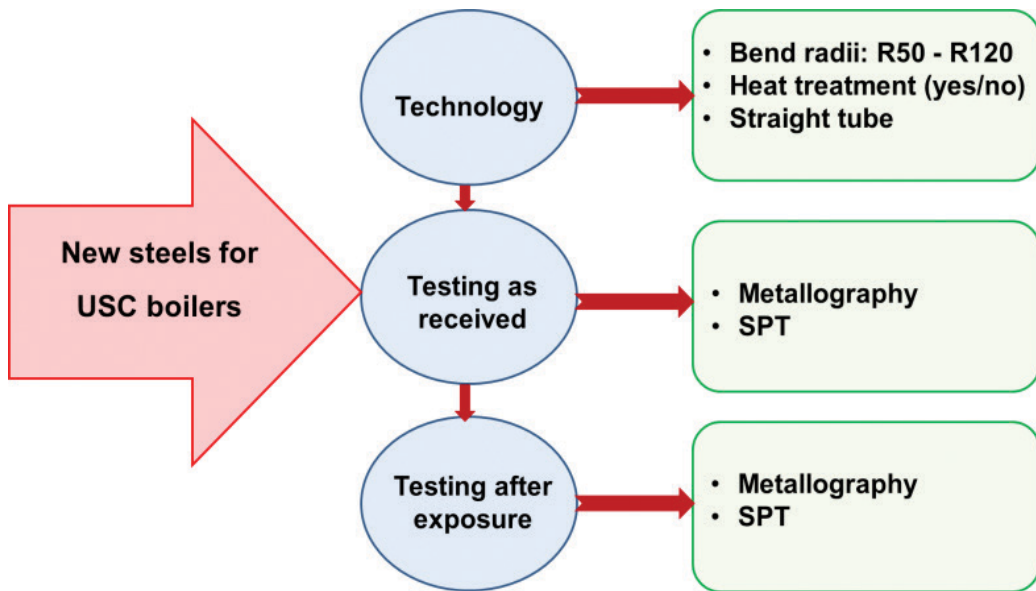 New steels for
USC boilers
Technology
• Bend radii: R50 - R120
• Heat treatment (yes/no)
• Straight tube
Testing as
received
• Metallography
• SPT
Testing after
exposure
• Metallography
• SPT